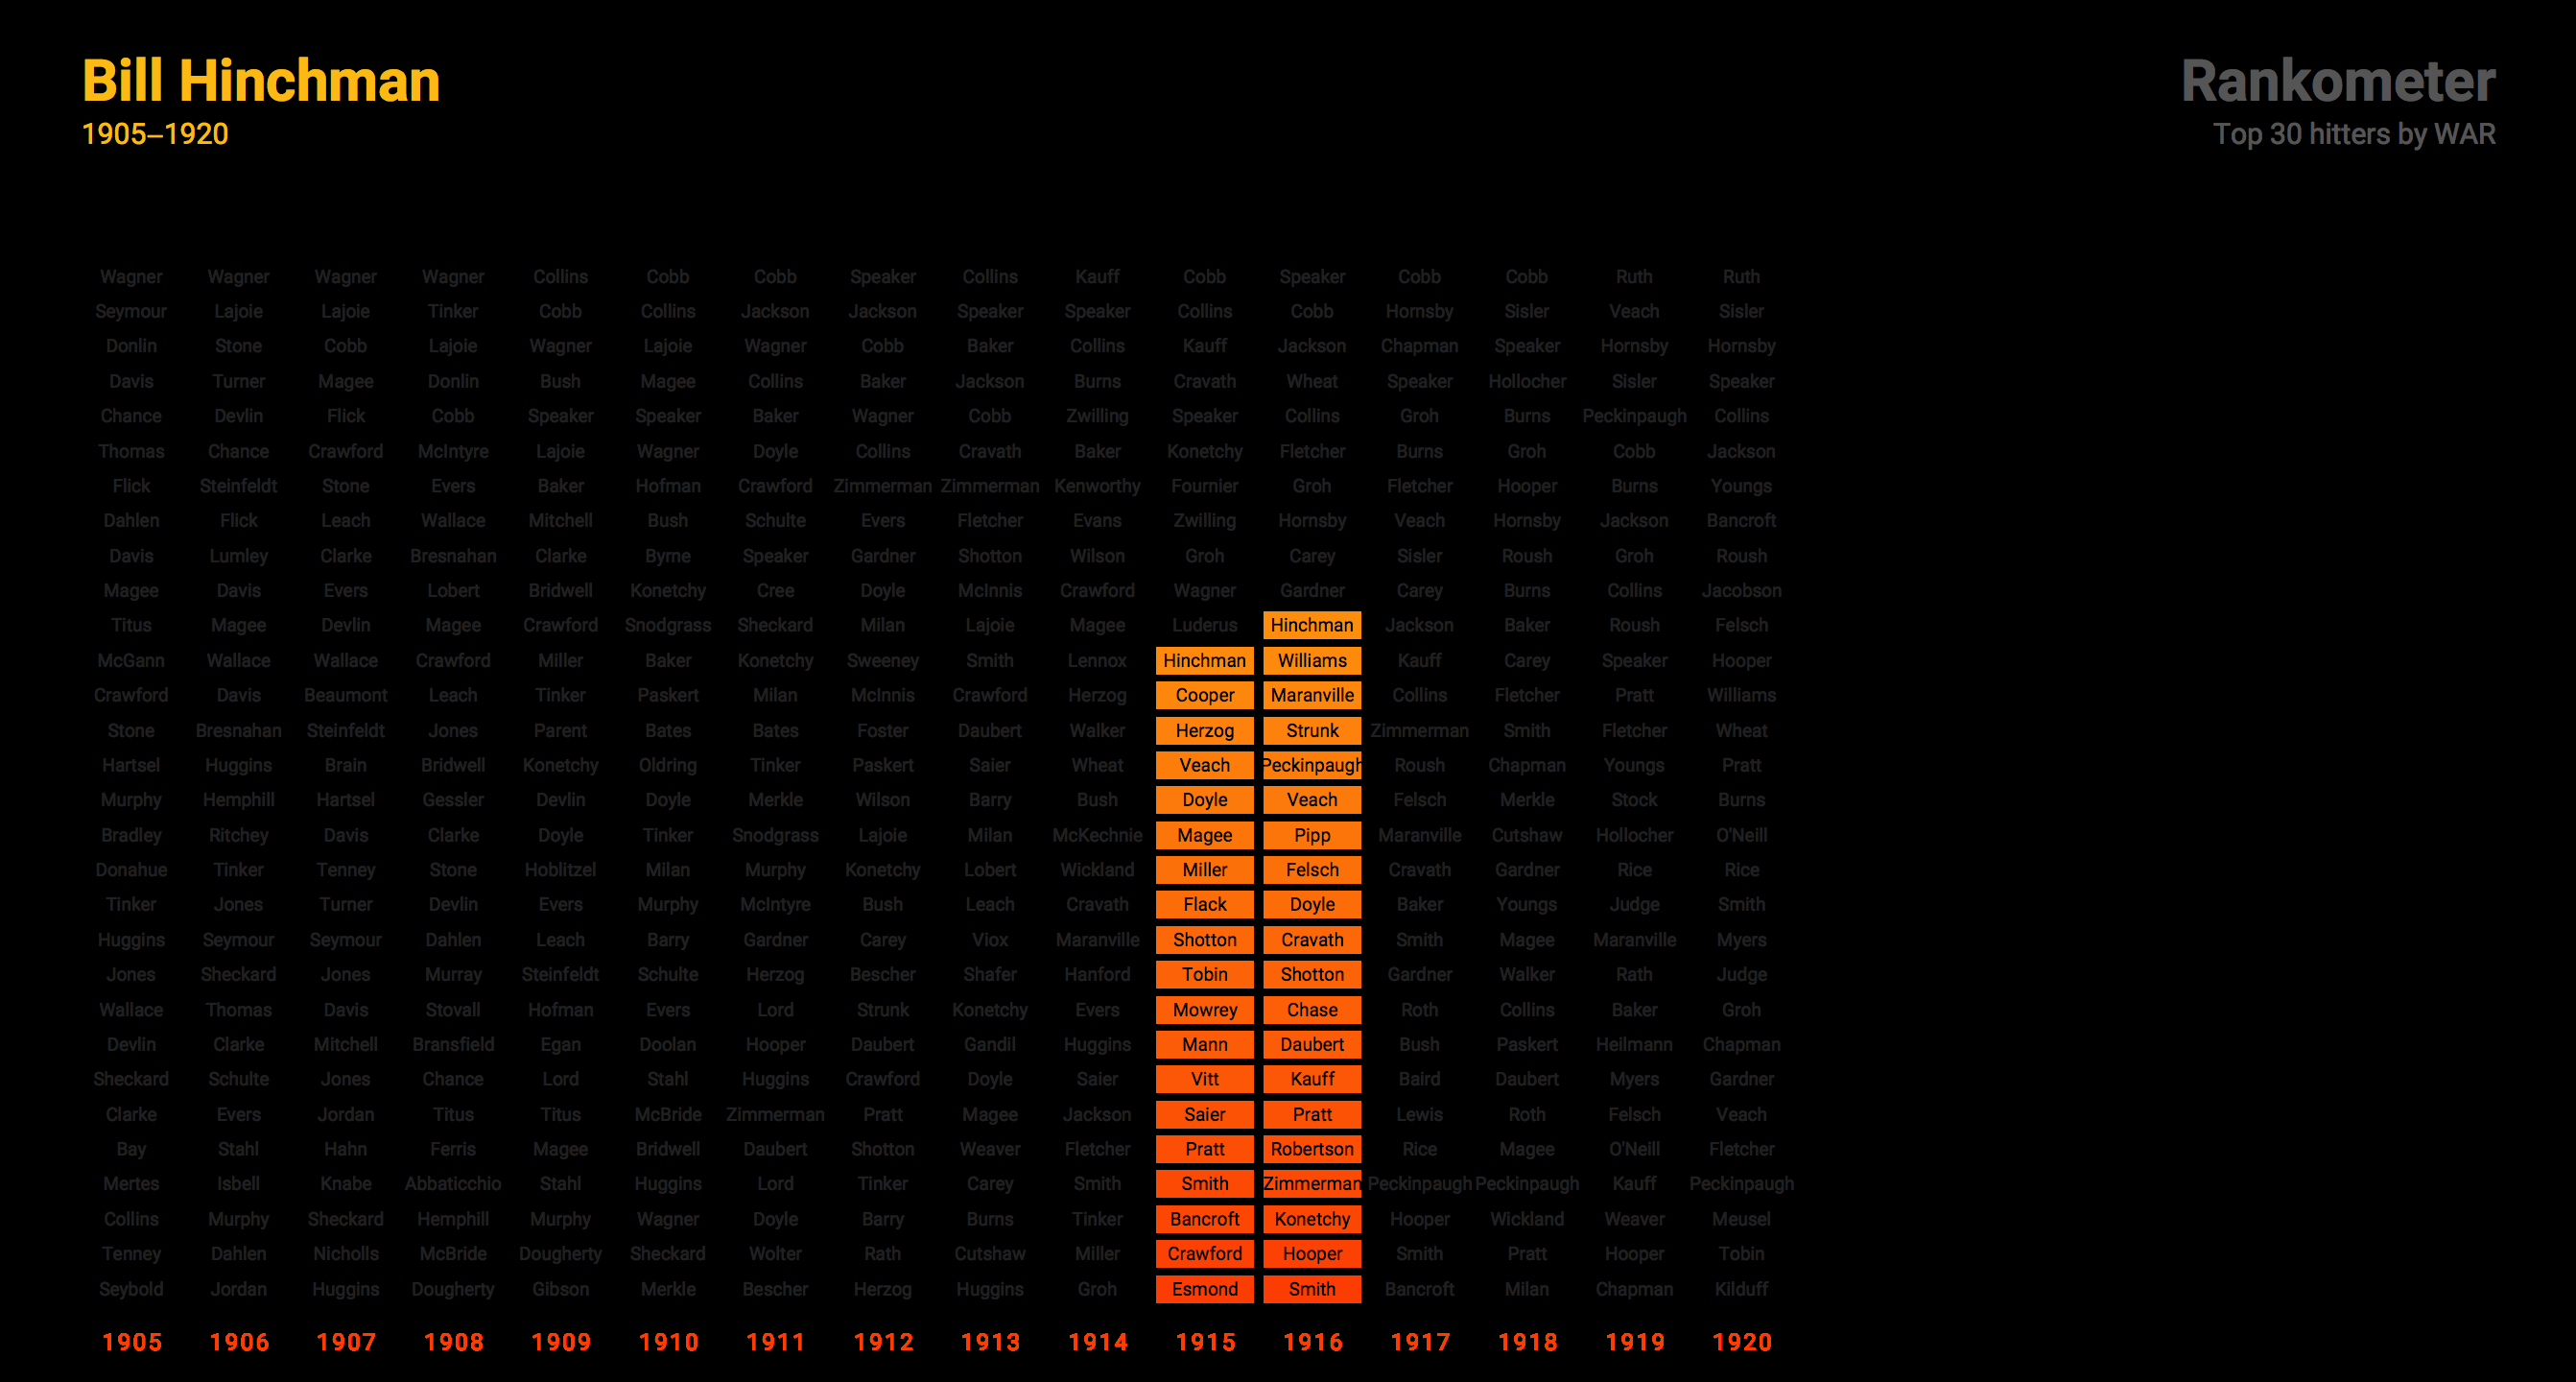 Bill Hinchman
1905–1920
Rankometer
Top 30 hitters by WAR
Wagner Wagner Wagner Wagner Collins Cobb Cobb Speaker Collins Kauff Cobb Speaker Cobb Cobb Ruth Ruth
Seymour Lajoie Lajoie Tinker Cobb Collins Jackson Jackson Speaker Speaker Collins Cobb Hornsby Sisler Veach Sisler
Donlin Stone Cobb Lajoie Wagner Lajoie Wagner Cobb Baker Collins Kauff Jackson Chapman Speaker Hornsby Hornsby
Davis Turner Magee Donlin Bush Magee Collins Baker Jackson Burns Cravath Wheat Speaker Hollocher Sisler Speaker
Chance Devlin Flick Cobb Speaker Speaker Baker Wagner Cobb Zwilling Speaker Collins Groh Burns Peckinpaugh Collins
Thomas Chance Crawford McIntyre Lajoie Wagner Doyle Collins Cravath Baker Konetchy Fletcher Burns Groh Cobb Jackson
Flick Steinfeldt Stone Evers Baker Hofman Crawford Zimmerman Zimmerman Kenworthy Fournier Groh Fletcher Hooper Burns Youngs
Dahlen Flick Leach Wallace Mitchell Bush Schulte Evers Fletcher Evans Zwilling Hornsby Veach Hornsby Jackson Bancroft
Davis Lumley Clarke Bresnahan Clarke Byrne Speaker Gardner Shotton Wilson Groh Carey Sisler Roush Groh Roush
Magee Davis Evers Lobert Bridwell Konetchy Cree Doyle McInnis Crawford Wagner Gardner Carey Burns Collins Jacobson
Titus Magee Devlin Magee Crawford Snodgrass Sheckard Milan Lajoie Magee Luderus Hinchman Jackson Baker Roush Felsch
McGann Wallace Wallace Crawford Miller Baker Konetchy Sweeney Smith Lennox Hinchman Williams Kauff Carey Speaker Hooper
Crawford Davis Beaumont Leach Tinker Paskert Milan McInnis Crawford Herzog Cooper Maranville Collins Fletcher Pratt Williams
Stone Bresnahan Steinfeldt Jones Parent Bates Bates Foster Daubert Walker Herzog Strunk Zimmerman Smith Fletcher Wheat
Hartsel Huggins Brain Bridwell Konetchy Oldring Tinker Paskert Saier Wheat Veach Peckinpaugh Roush Chapman Youngs Pratt
Murphy Hemphill Hartsel Gessler Devlin Doyle Merkle Wilson Barry Bush Doyle Veach Felsch Merkle Stock Burns
Bradley Ritchey Davis Clarke Doyle Tinker Snodgrass Lajoie Milan McKechnie Magee Pipp Maranville Cutshaw Hollocher O'Neill
Donahue Tinker Tenney Stone Hoblitzel Milan Murphy Konetchy Lobert Wickland Miller Felsch Cravath Gardner Rice Rice
Tinker Jones Turner Devlin Evers Murphy McIntyre Bush Leach Cravath Flack Doyle Baker Youngs Judge Smith
Huggins Seymour Seymour Dahlen Leach Barry Gardner Carey Viox Maranville Shotton Cravath Smith Magee Maranville Myers
Jones Sheckard Jones Murray Steinfeldt Schulte Herzog Bescher Shafer Hanford Tobin Shotton Gardner Walker Rath Judge
Wallace Thomas Davis Stovall Hofman Evers Lord Strunk Konetchy Evers Mowrey Chase Roth Collins Baker Groh
Devlin Clarke Mitchell Bransfield Egan Doolan Hooper Daubert Gandil Huggins Mann Daubert Bush Paskert Heilmann Chapman
Sheckard Schulte Jones Chance Lord Stahl Huggins Crawford Doyle Saier Vitt Kauff Baird Daubert Myers Gardner
Clarke Evers Jordan Titus Titus McBride Zimmerman Pratt Magee Jackson Saier Pratt Lewis Roth Felsch Veach
Bay Stahl Hahn Ferris Magee Bridwell Daubert Shotton Weaver Fletcher Pratt Robertson Rice Magee O'Neill Fletcher
Mertes Isbell Knabe Abbaticchio Stahl Huggins Lord Tinker Carey Smith Smith Zimmerman Peckinpaugh Peckinpaugh Kauff Peckinpaugh
Collins Murphy Sheckard Hemphill Murphy Wagner Doyle Barry Burns Tinker Bancroft Konetchy Hooper Wickland Weaver Meusel
Tenney Dahlen Nicholls McBride Dougherty Sheckard Wolter Rath Cutshaw Miller Crawford Hooper Smith Pratt Hooper Tobin
Seybold Jordan Huggins Dougherty Gibson Merkle Bescher Herzog Huggins Groh Esmond Smith Bancroft Milan Chapman Kilduff
1905 1906 1907 1908 1909 1910 1911 1912 1913 1914 1915 1916 1917 1918 1919 1920